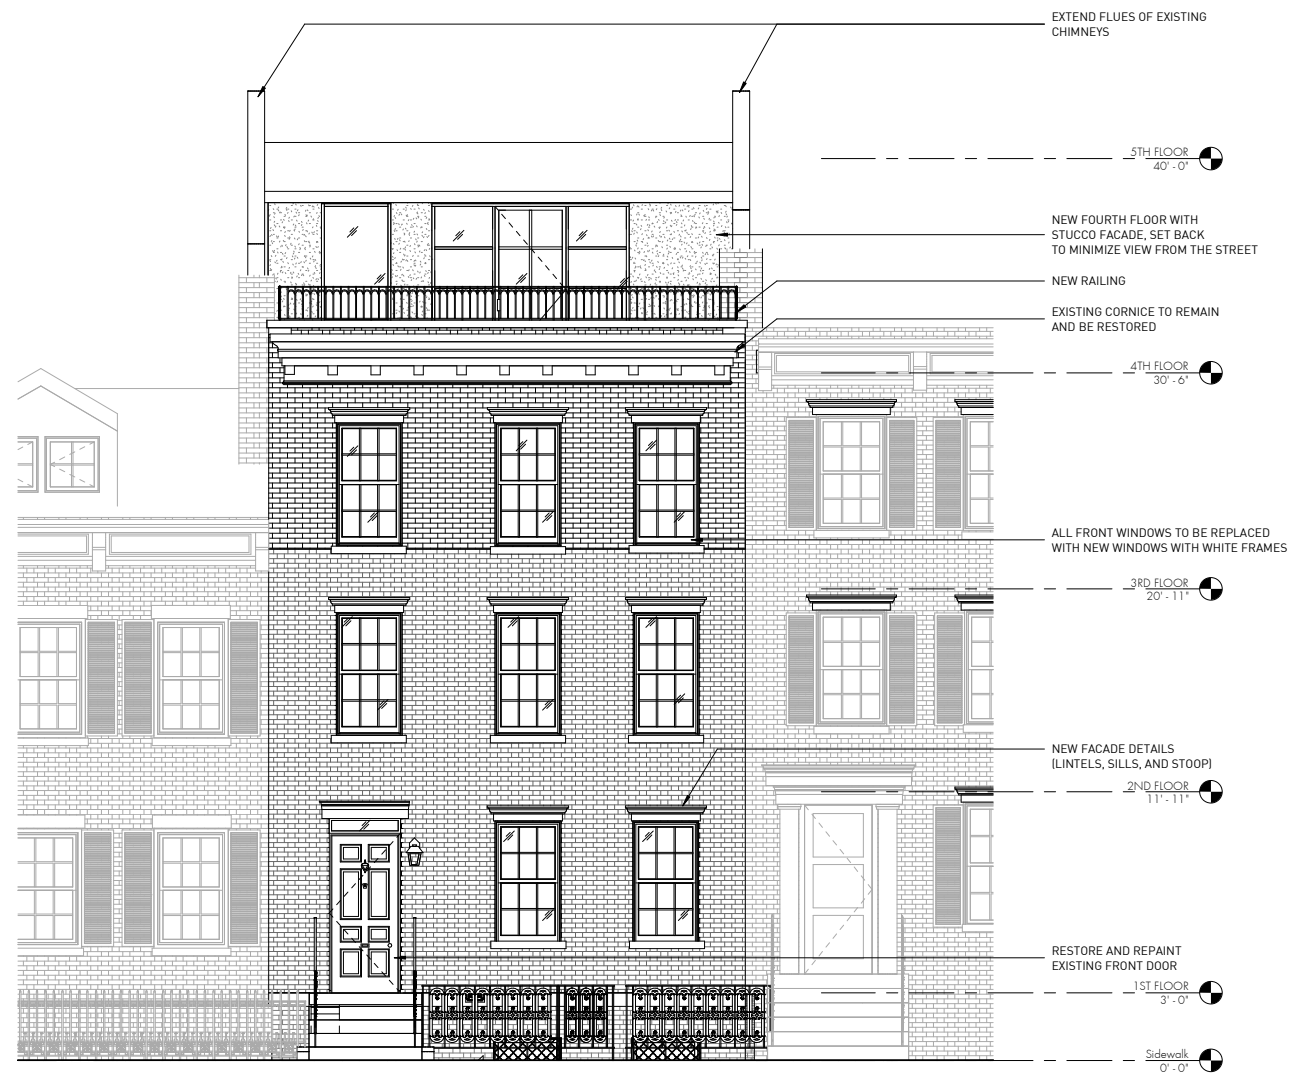 EXTEND FLUES OF EXISTING
CHIMNEYS
5TH FLOOR
40' - 0"
NEW FOURTH FLOOR WITH
STUCCO FACADE, SET BACK
TO MINIMIZE VIEW FROM THE STREET
NEW RAILING
EXISTING CORNICE TO REMAIN
AND BE RESTORED
4TH FLOOR
30' - 6"
ALL FRONT WINDOWS TO BE REPLACED
WITH NEW WINDOWS WITH WHITE FRAMES
3RD FLOOR
20' - 11"
NEW FACADE DETAILS
(LINTELS, SILLS, AND STOOP)
2ND FLOOR
11' - 11"
RESTORE AND REPAINT
EXISTING FRONT DOOR
1ST FLOOR
3' - 0"
Sidewalk
0' - 0"